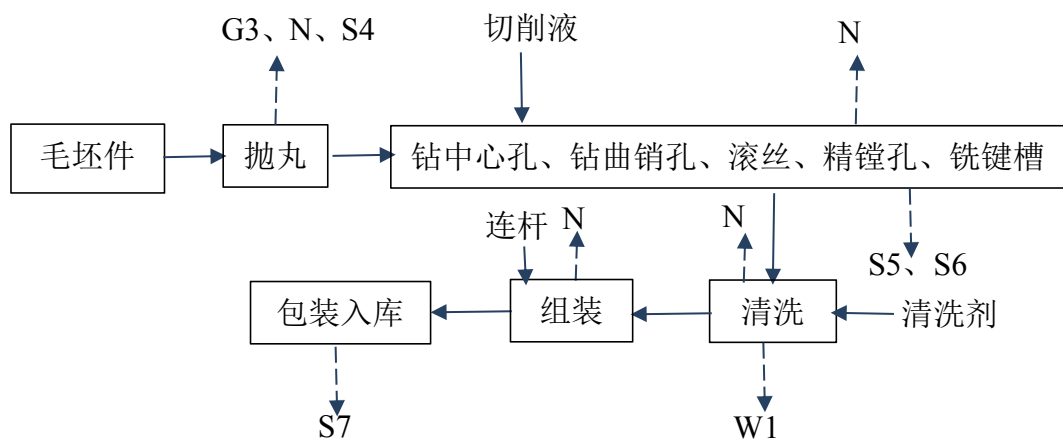 G3、N、S4
切削液
N
毛坯件
抛丸
钻中心孔、钻曲销孔、滚丝、精镗孔、铣键槽
连杆
N
N
S5、S6
包装入库
组装
清洗
清洗剂
S7
W1